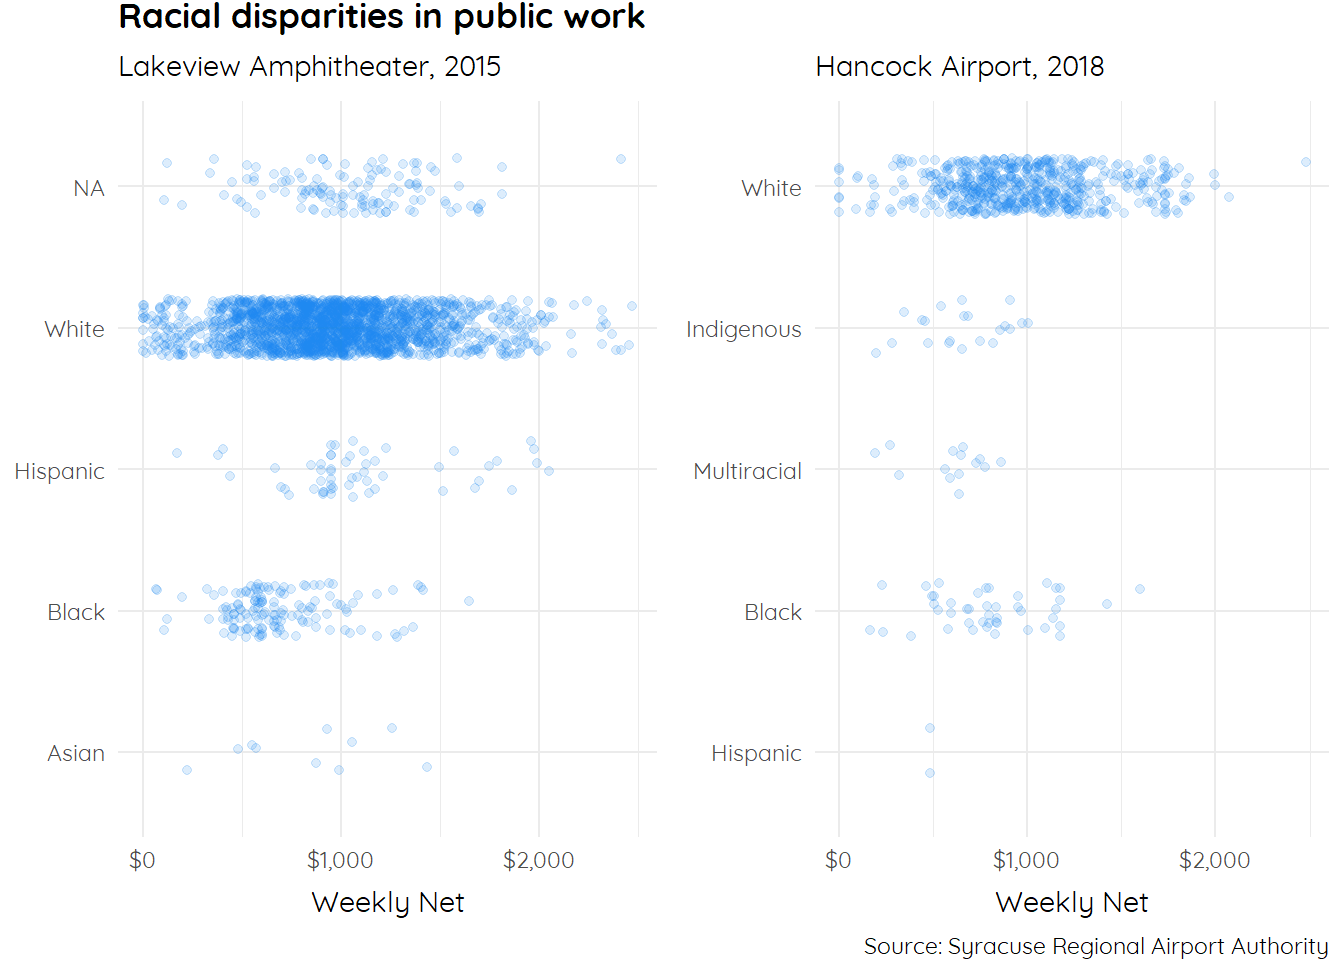 Racial disparities in public work
Lakeview Amphitheater, 2015
NA
White
Hispanic
Black
Asian
$0 $1,000 $2,000
Weekly Net
Hancock Airport, 2018
White
Indigenous
Multiracial
Black
Hispanic
$0 $1,000 $2,000
Weekly Net
Source: Syracuse Regional Airport Authority